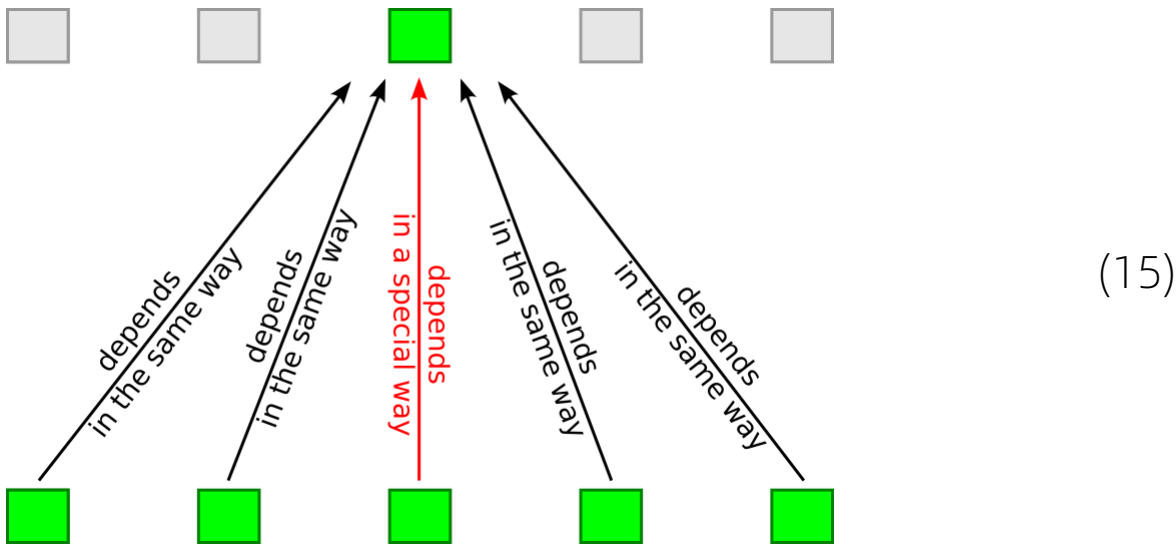 depends
in the same way
depends
in the same way
depends
in a special way
depends
in the same way
depends
in the same way
(15)